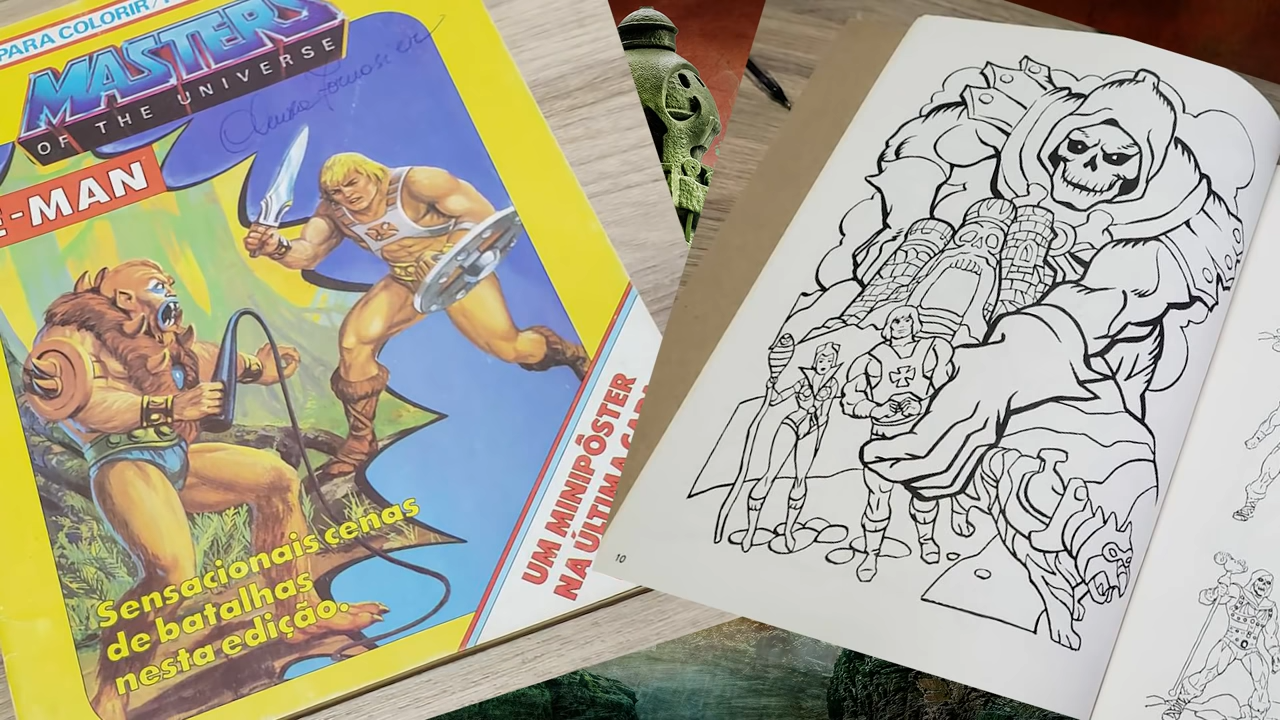 PARA COLORIR/
MASTERS
OF THE UNIVERSE
E-MAN
Sensacionais cenas
de batalhas
nesta edição.
UM MINIPÔSTER
NA ÚLTIMA
10